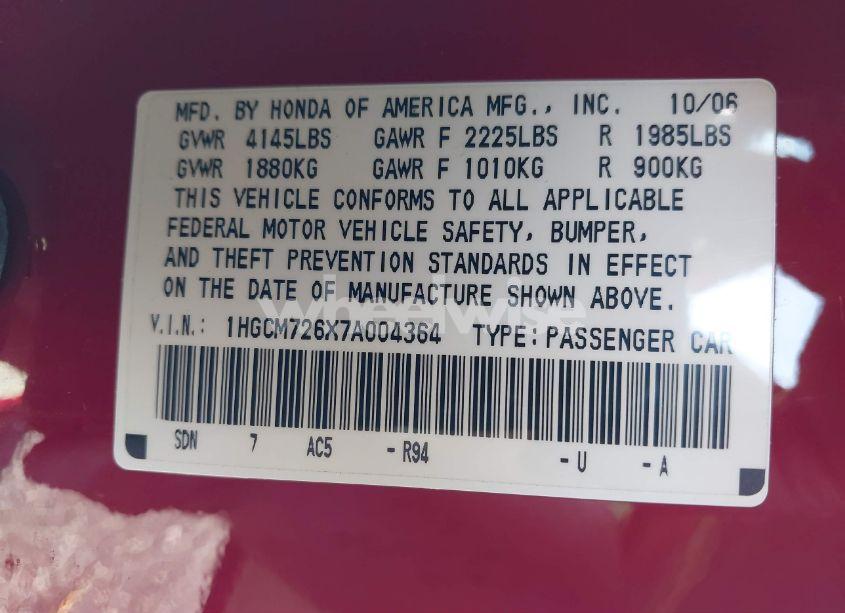 MFD. BY HONDA OF AMERICA MFG., INC. 10/06
GVWR 4145LBS GAWR F 2225LBS R 1985LBS
GVWR 1880KG GAWR F 1010KG R 900KG
THIS VEHICLE CONFORMS TO ALL APPLICABLE
FEDERAL MOTOR VEHICLE SAFETY, BUMPER,
AND THEFT PREVENTION STANDARDS IN EFFECT
ON THE DATE OF MANUFACTURE SHOWN ABOVE.
wheelwise
V.I.N.: 1HGCM726X7A004364 TYPE: PASSENGER CAR
SDN 7 AC5 -R94 -U -A